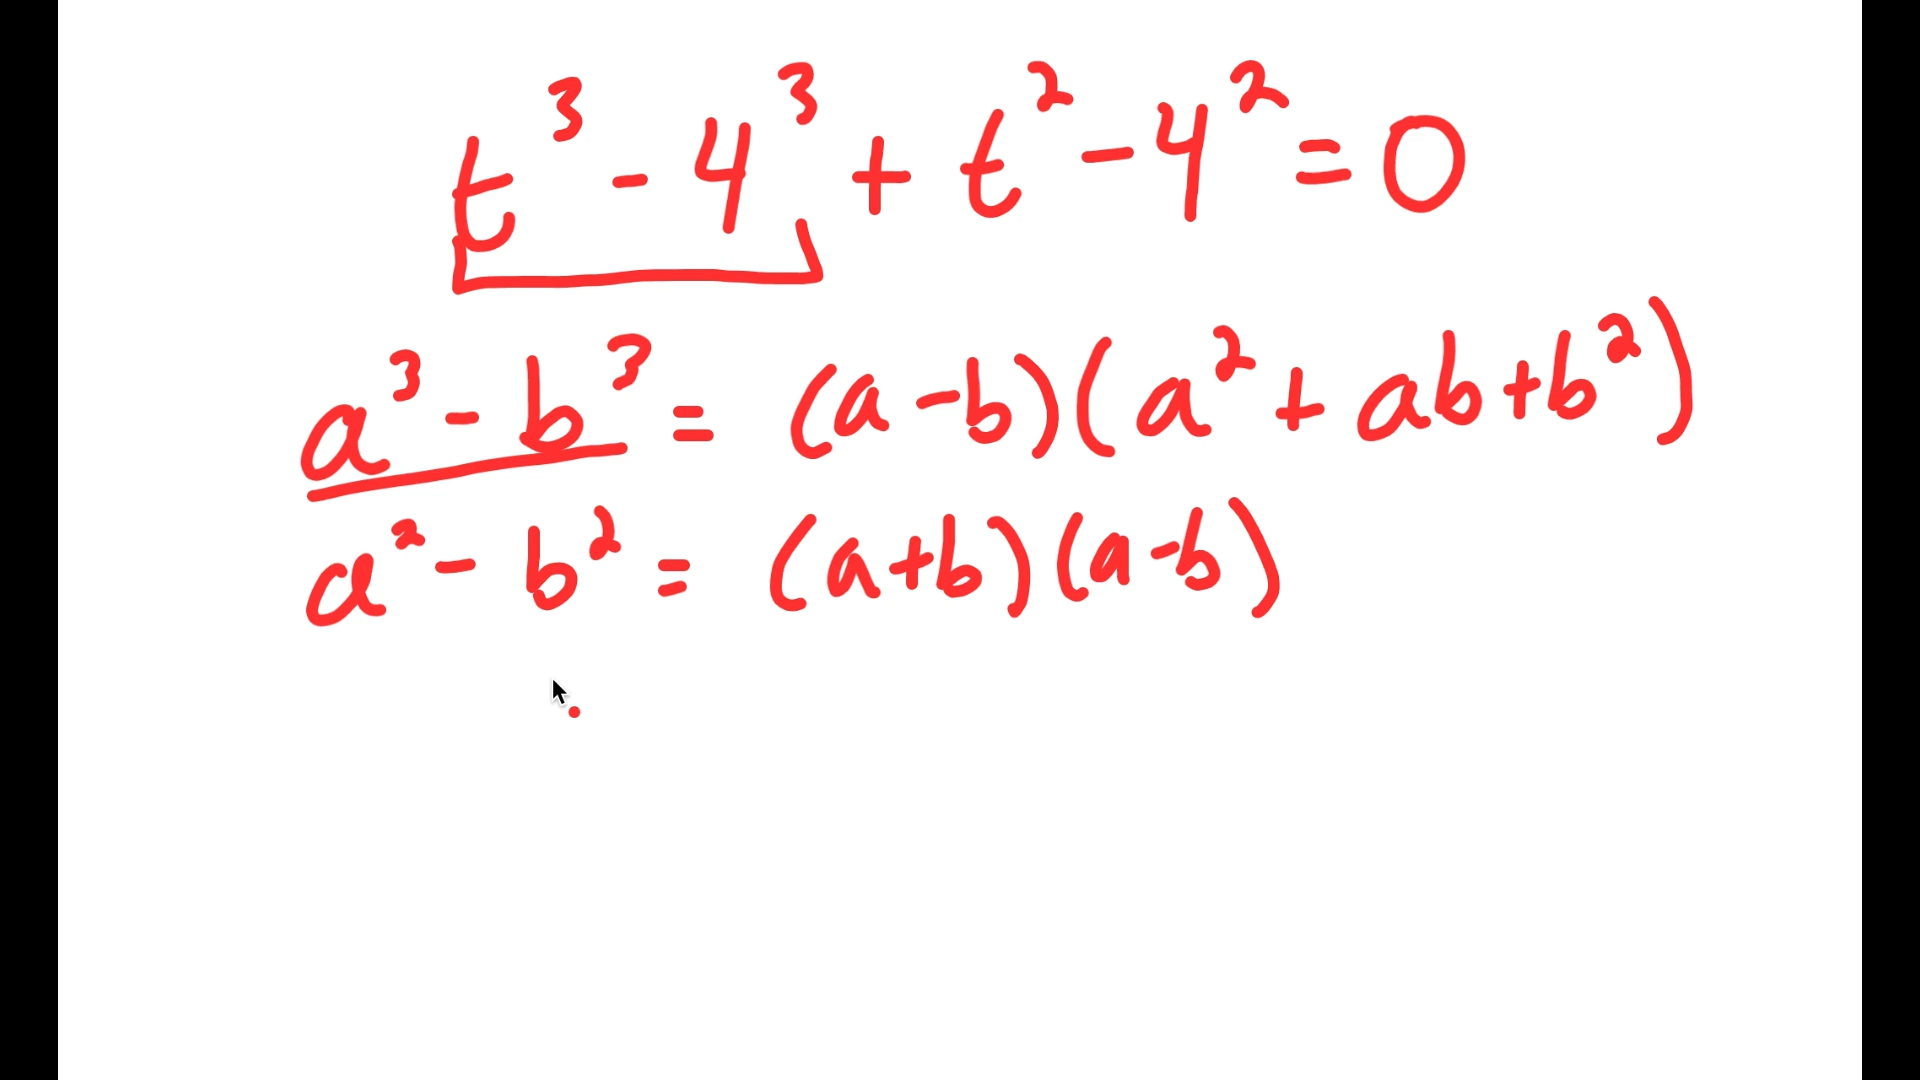 t³ - 4³ + t² - 4² = 0
a³ - b³ = (a - b)(a² + ab + b²)
a² - b² = (a + b)(a - b)